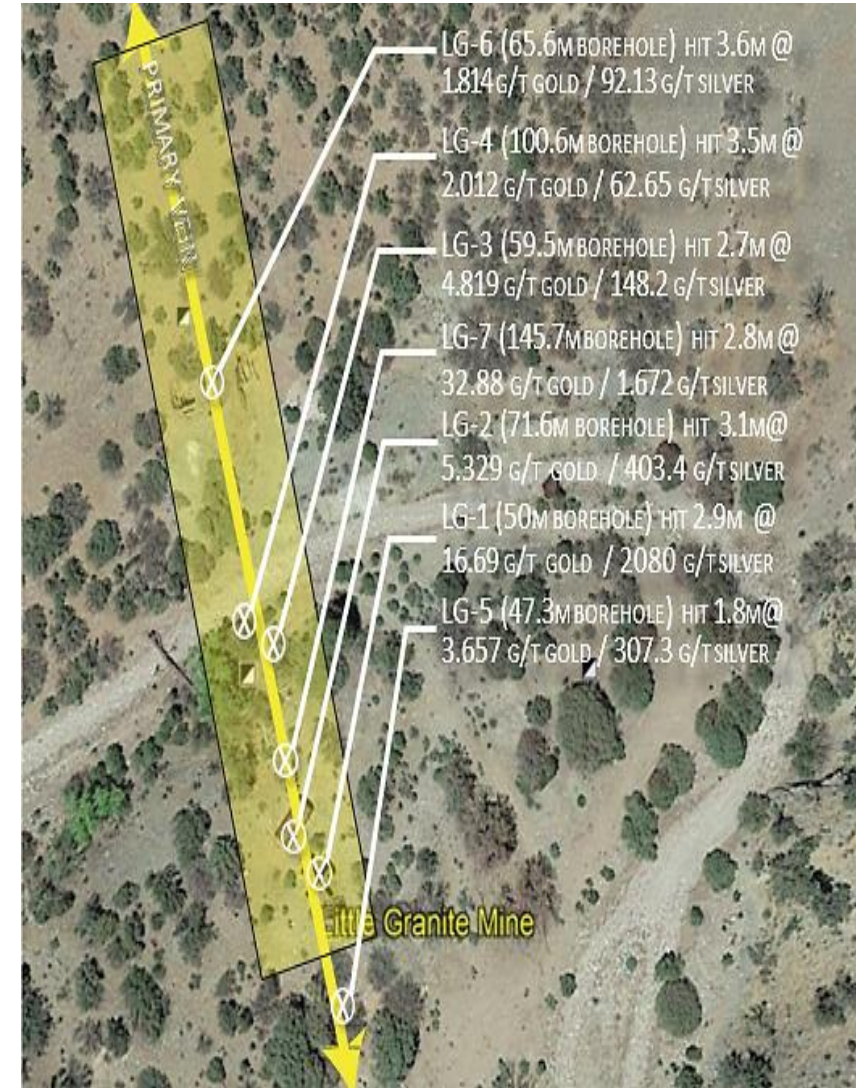 PRIMARY VEIN
LG-6 (65.6M BOREHOLE) HIT 3.6M @
1.814 G/T GOLD / 92.13 G/T SILVER
LG-4 (100.6M BOREHOLE) HIT 3.5M @
2.012 G/T GOLD / 62.65 G/T SILVER
LG-3 (59.5M BOREHOLE) HIT 2.7M @
4.819 G/T GOLD / 148.2 G/T SILVER
LG-7 (145.7M BOREHOLE) HIT 2.8M @
32.88 G/T GOLD / 1.672 G/T SILVER
LG-2 (71.6M BOREHOLE) HIT 3.1M@
5.329 G/T GOLD / 403.4 G/T SILVER
LG-1 (50M BOREHOLE) HIT 2.9M @
16.69 G/T GOLD / 2080 G/T SILVER
LG-5 (47.3M BOREHOLE) HIT 1.8M@
3.657 G/T GOLD / 307.3 G/T SILVER
Little Granite Mine